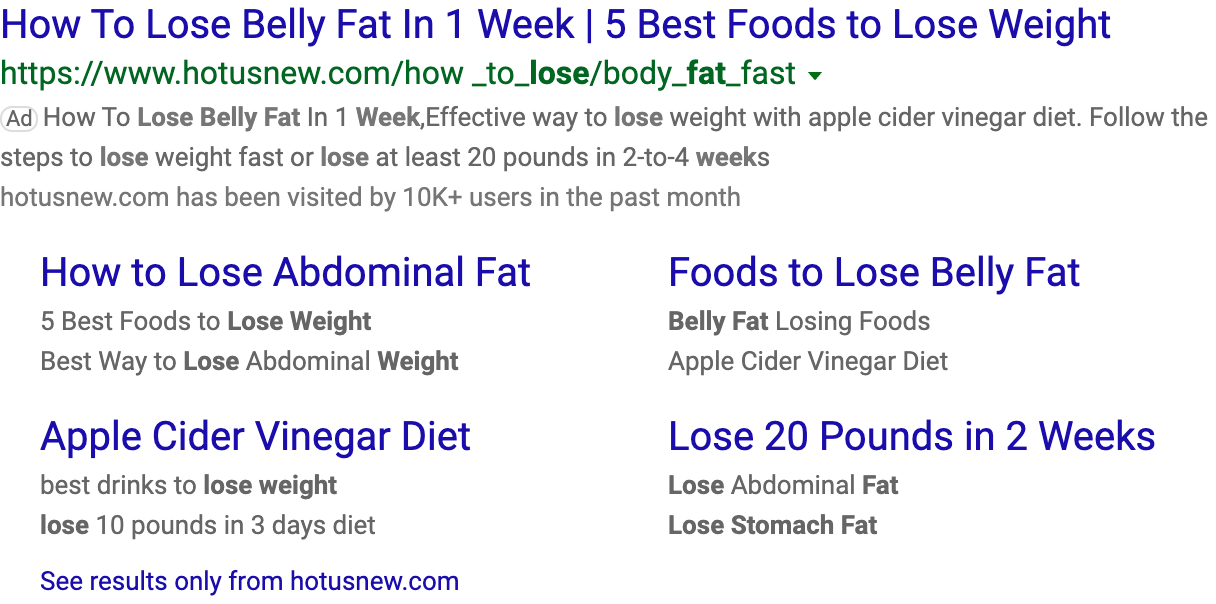 How To Lose Belly Fat In 1 Week | 5 Best Foods to Lose Weight
https://www.hotusnew.com/how _to_lose/body_fat_fast
Ad How To Lose Belly Fat In 1 Week,Effective way to lose weight with apple cider vinegar diet. Follow the
steps to lose weight fast or lose at least 20 pounds in 2-to-4 weeks
hotusnew.com has been visited by 10K+ users in the past month
How to Lose Abdominal Fat
5 Best Foods to Lose Weight
Best Way to Lose Abdominal Weight
Foods to Lose Belly Fat
Belly Fat Losing Foods
Apple Cider Vinegar Diet
Apple Cider Vinegar Diet
best drinks to lose weight
lose 10 pounds in 3 days diet
Lose 20 Pounds in 2 Weeks
Lose Abdominal Fat
Lose Stomach Fat
See results only from hotusnew.com